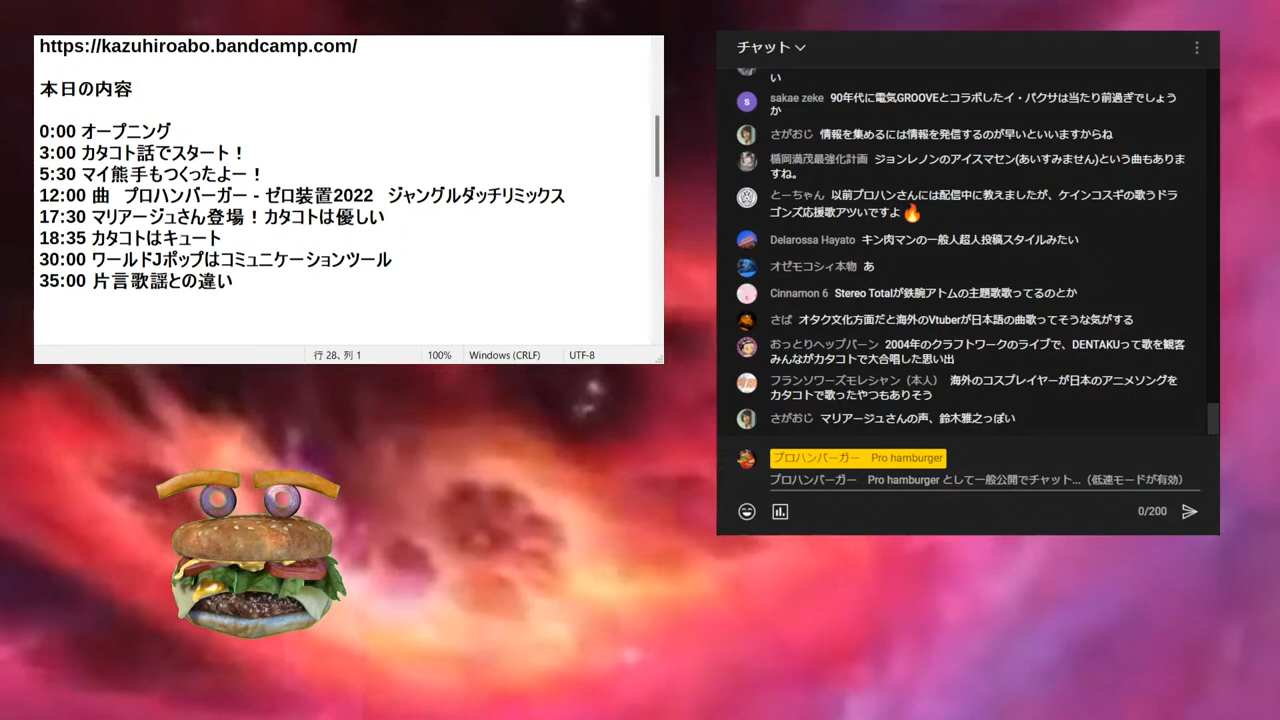 https://kazuhiroabo.bandcamp.com/
本日の内容
0:00 オープニング
3:00 カタコト話でスタート！
5:30 マイ熊手もつくったよー！
12:00 曲　プロハンバーガー - ゼロ装置2022　ジャングルダッチリミックス
17:30 マリアージュさん登場！カタコトは優しい
18:35 カタコトはキュート
30:00 ワールドJポップはコミュニケーションツール
35:00 片言歌謡との違い
行 28、列 1
100%
Windows (CRLF)
UTF-8
チャット
い
S
sakae zeke 90年代に電気GROOVEとコラボしたイ・パクサは当たり前過ぎでしょう
か
さがおじ 情報を集めるには情報を発信するのが早いといいますからね
楯岡満茂最強化計画 ジョンレノンのアイスマセン(あいすみません)という曲もありま
すね。
とーちゃん 以前プロハンさんには配信中に教えましたが、ケインコスギの歌うドラ
ゴンズ応援歌アツいですよ🔥
Delarossa Hayato キン肉マンの一般人超人投稿スタイルみたい
オゼモコシィ本物 あ
Cinnamon 6 Stereo Totalが鉄腕アトムの主題歌歌ってるのとか
さば オタク文化方面だと海外のVtuberが日本語の曲歌ってそうな気がする
おっとりヘップバーン 2004年のクラフトワークのライブで、DENTAKUって歌を観客
みんながカタコトで大合唱した思い出
フランソワーズモレシャン（本人） 海外のコスプレイヤーが日本のアニメソングを
カタコトで歌ったやつもありそう
さがおじ マリアージュさんの声、鈴木雅之っぽい
プロハンバーガー　Pro hamburger
プロハンバーガー　Pro hamburger として一般公開でチャット...（低速モードが有効）
0/200